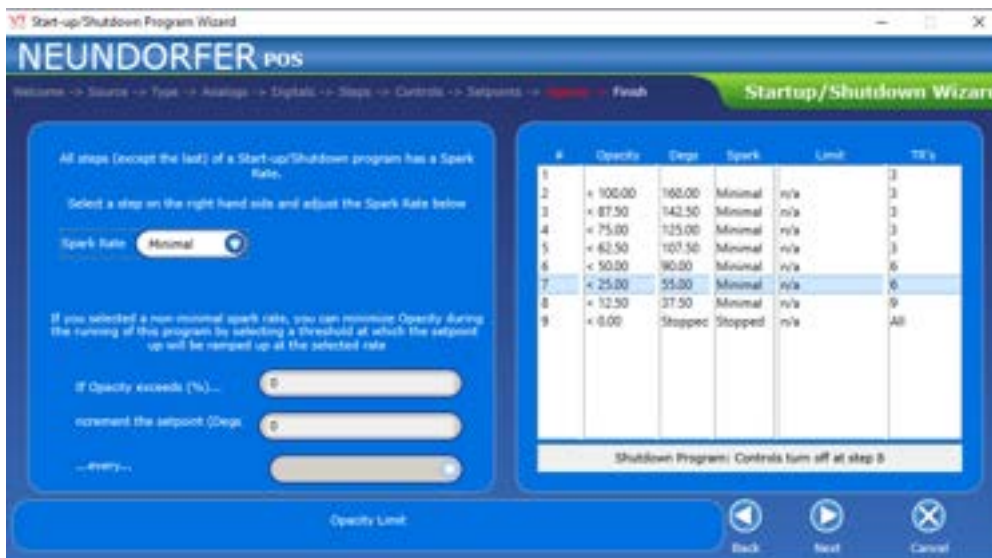 Start-up/Shutdown Program Wizard
NEUNDORFER POS
Welcome -> Source -> Type -> Analogs -> Digitals -> Steps -> Controls -> Setpoints -> Opacity -> Finish
Startup/Shutdown Wizar
All steps (except the last) of a Start-up/Shutdown program has a Spark
Rate.
Select a step on the right hand side and adjust the Spark Rate below
Spark Rate Minimal
If you selected a non-minimal spark rate, you can minimize Opacity during
the running of this program by selecting a threshold at which the setpoint
up will be ramped up at the selected rate
If Opacity exceeds (%)... 0
ncrement the setpoint (Degs 0
...every...
# Opacity Degs Spark Limit TR's
1 3
2 < 100.00 160.00 Minimal n/a 3
3 < 87.50 142.50 Minimal n/a 3
4 < 75.00 125.00 Minimal n/a 3
5 < 62.50 107.50 Minimal n/a 3
6 < 50.00 90.00 Minimal n/a 6
7 < 25.00 55.00 Minimal n/a 6
8 < 12.50 37.50 Minimal n/a 9
9 < 0.00 Stopped Stopped n/a All
Shutdown Program: Controls turn off at step 8
Opacity Limit
Back Next Cancel